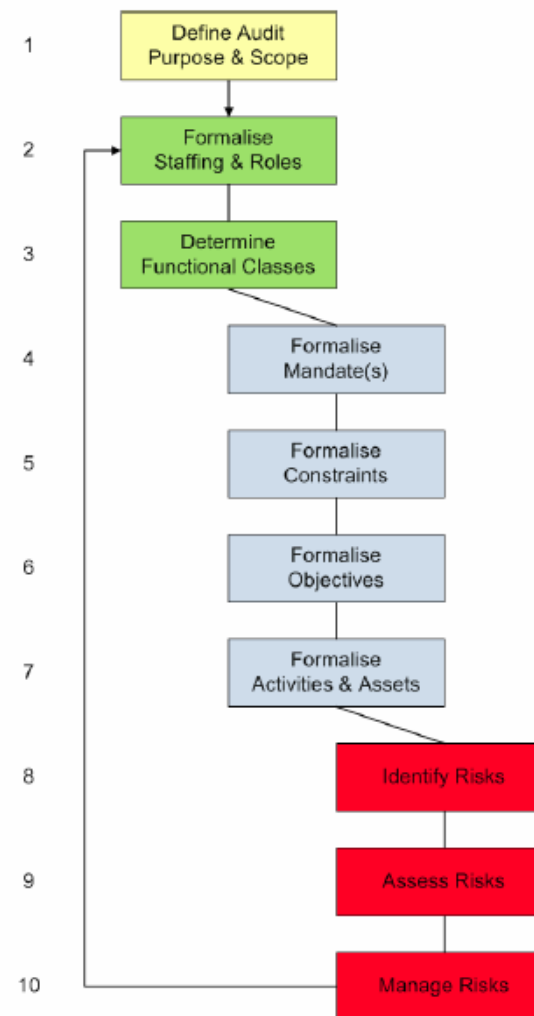 1
Define Audit
Purpose & Scope
2
Formalise
Staffing & Roles
3
Determine
Functional Classes
4
Formalise
Mandate(s)
5
Formalise
Constraints
6
Formalise
Objectives
7
Formalise
Activities & Assets
8
Identify Risks
9
Assess Risks
10
Manage Risks